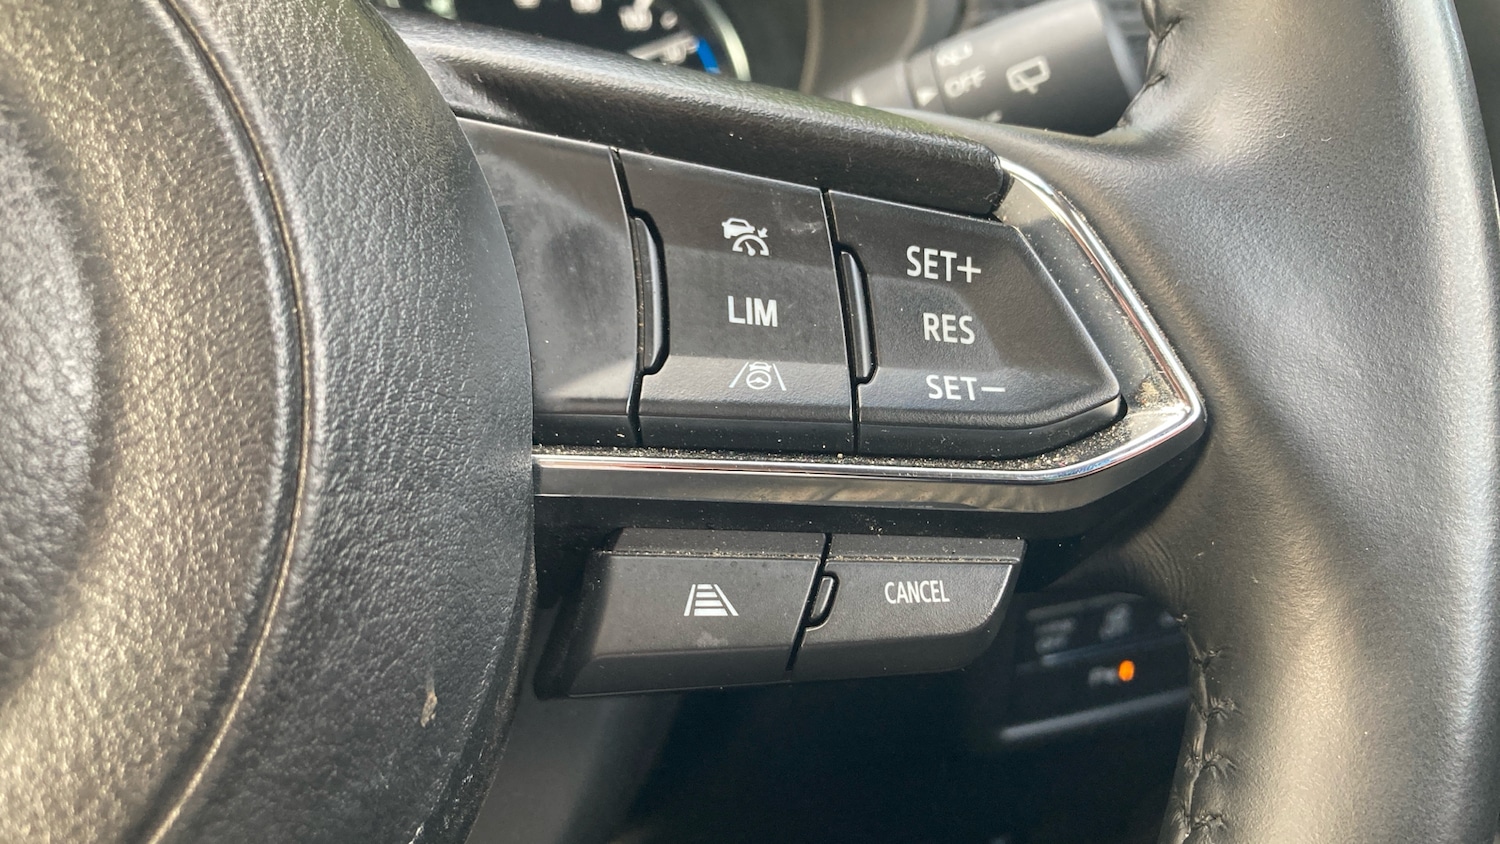 OFF
SET+
LIM
RES
SET−
CANCEL